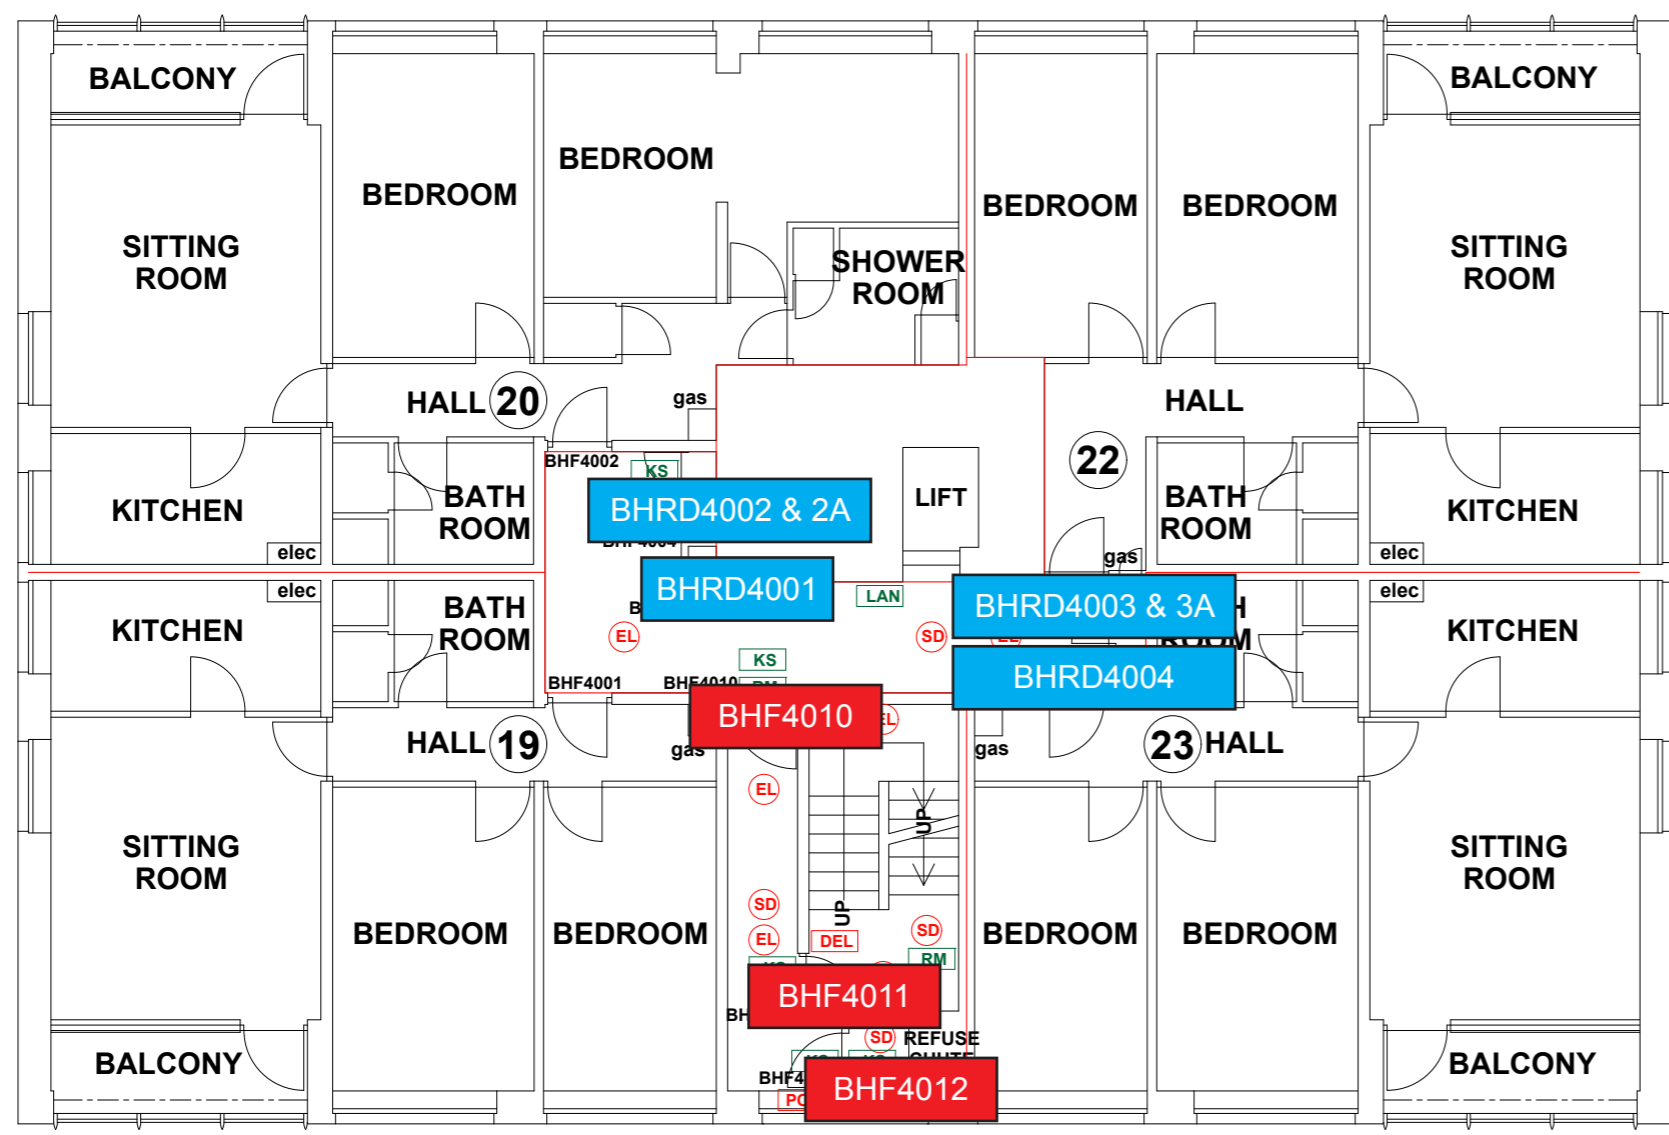 BALCONY
BALCONY
BEDROOM
BEDROOM
BEDROOM
BEDROOM
SITTING
ROOM
SHOWER
ROOM
SITTING
ROOM
HALL 20
gas
HALL
22
BHF4002
KS
KITCHEN
BATH
ROOM
BHRD4002 & 2A
LIFT
BATH
ROOM
KITCHEN
elec
gas
elec
elec
BHRD4001
LAN
BHRD4003 & 3A
elec
KITCHEN
BATH
ROOM
EL
SD
ROOM
KITCHEN
KS
BHF4001
BHF4010
BHRD4004
HALL 19
gas
BHF4010
EL
gas
23 HALL
EL
UP
SITTING
ROOM
SITTING
ROOM
SD
UP
BEDROOM
BEDROOM
EL
DEL
SD
BEDROOM
BEDROOM
RM
BHF4011
SD
REFUSE
BALCONY
BALCONY
BHF4012